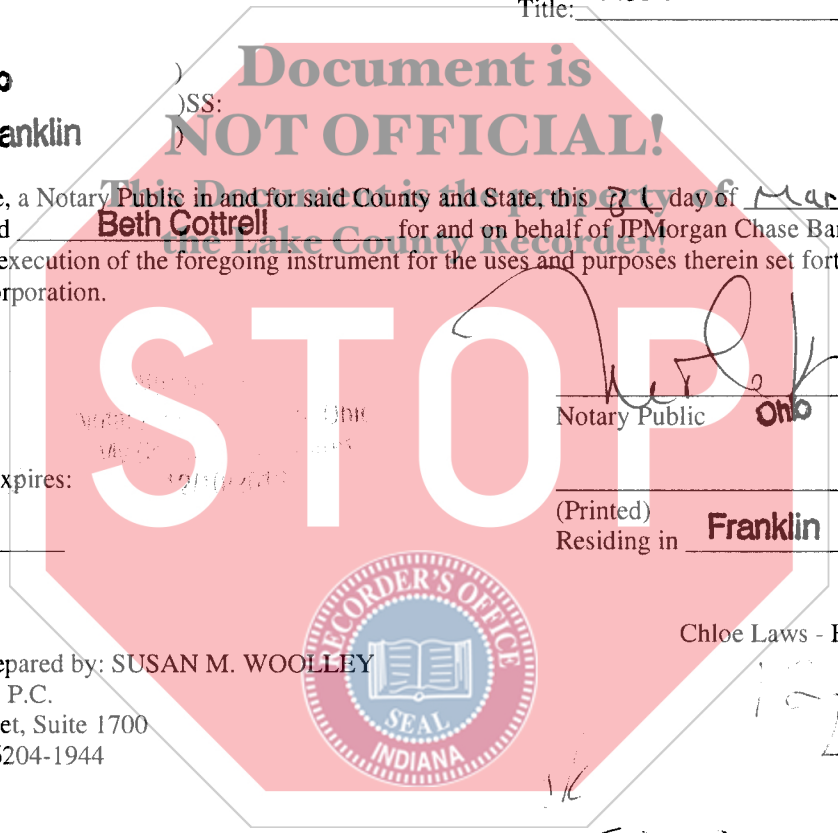 Title:
Document is
o )
)SS:
NOT OFFICIAL!
anklin )
This Document is the property of
e, a Notary Public in and for said County and State, this 21 day of Mar
d Beth Cottrell for and on behalf of JPMorgan Chase Ban
the Lake County Recorder!
execution of the foregoing instrument for the uses and purposes therein set fort
rporation.
STOP
Notary Public Ohio
xpires:
(Printed)
Residing in Franklin
RECORDER'S OFFICE
SEAL
INDIANA
Chloe Laws -
epared by: SUSAN M. WOOLLEY
P.C.
et, Suite 1700
204-1944